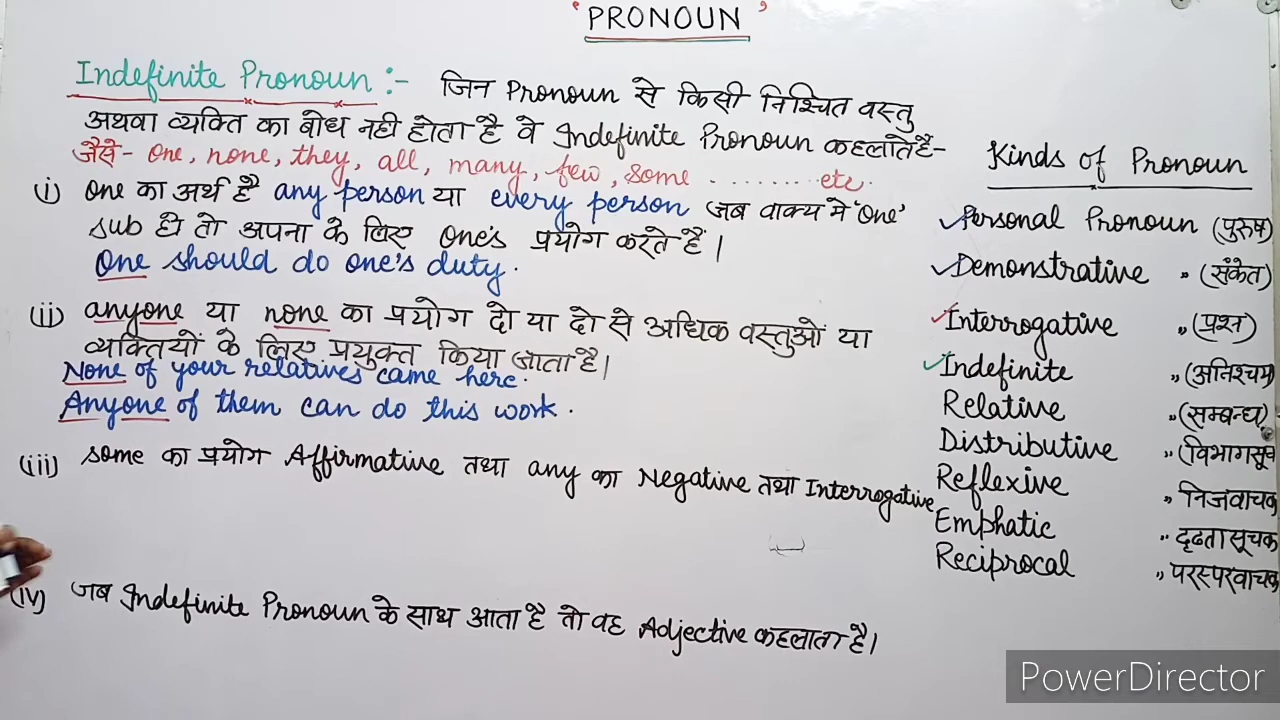 ' PRONOUN '
Indefinite Pronoun :- जिन Pronoun से किसी निश्चित वस्तु
अथवा व्यक्ति का बोध नही होता है वे Indefinite Pronoun कहलाते है-
जैसे- one, none, they, all, many, few, some ........ etc.
(i) one का अर्थ है any person या every person जब वाक्य मे 'one'
sub हो तो अपना के लिए one's प्रयोग करते हैं।
One should do one's duty.
(ii) anyone या none का प्रयोग दो या दो से अधिक वस्तुओं या
व्यक्तियों के लिए प्रयुक्त किया जाता है।
None of your relatives came here.
Anyone of them can do this work.
(iii) some का प्रयोग Affirmative तथा any का Negative तथा Interrogative
(iv) जब Indefinite Pronoun के साथ आता है तो वह Adjective कहलाता है।
Kinds of Pronoun
✓Personal Pronoun (पुरुष)
✓Demonstrative " (संकेत)
✓Interrogative " (प्रश्न)
✓Indefinite " (अनिश्चय)
Relative " (सम्बन्ध)
Distributive " (विभागसूच
Reflexive " निजवाचक
Emphatic " दृढतासूचक
Reciprocal " परस्परवाचक
PowerDirector